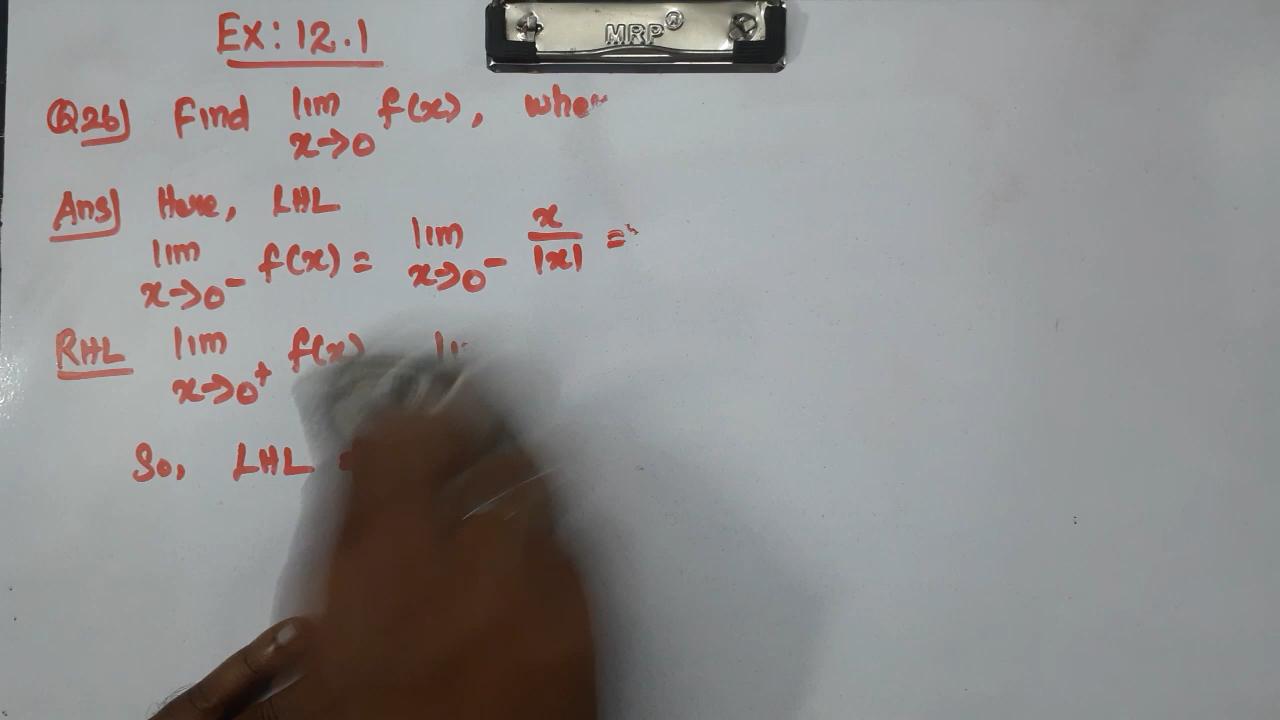 MRP®
Ex: 12.1
Q26) Find lim x→0 f(x),
Ans) Here, LHL
lim x→0⁻ f(x) = lim x→0⁻ x/|x| =
RHL lim x→0⁺ f(x)
So, LHL